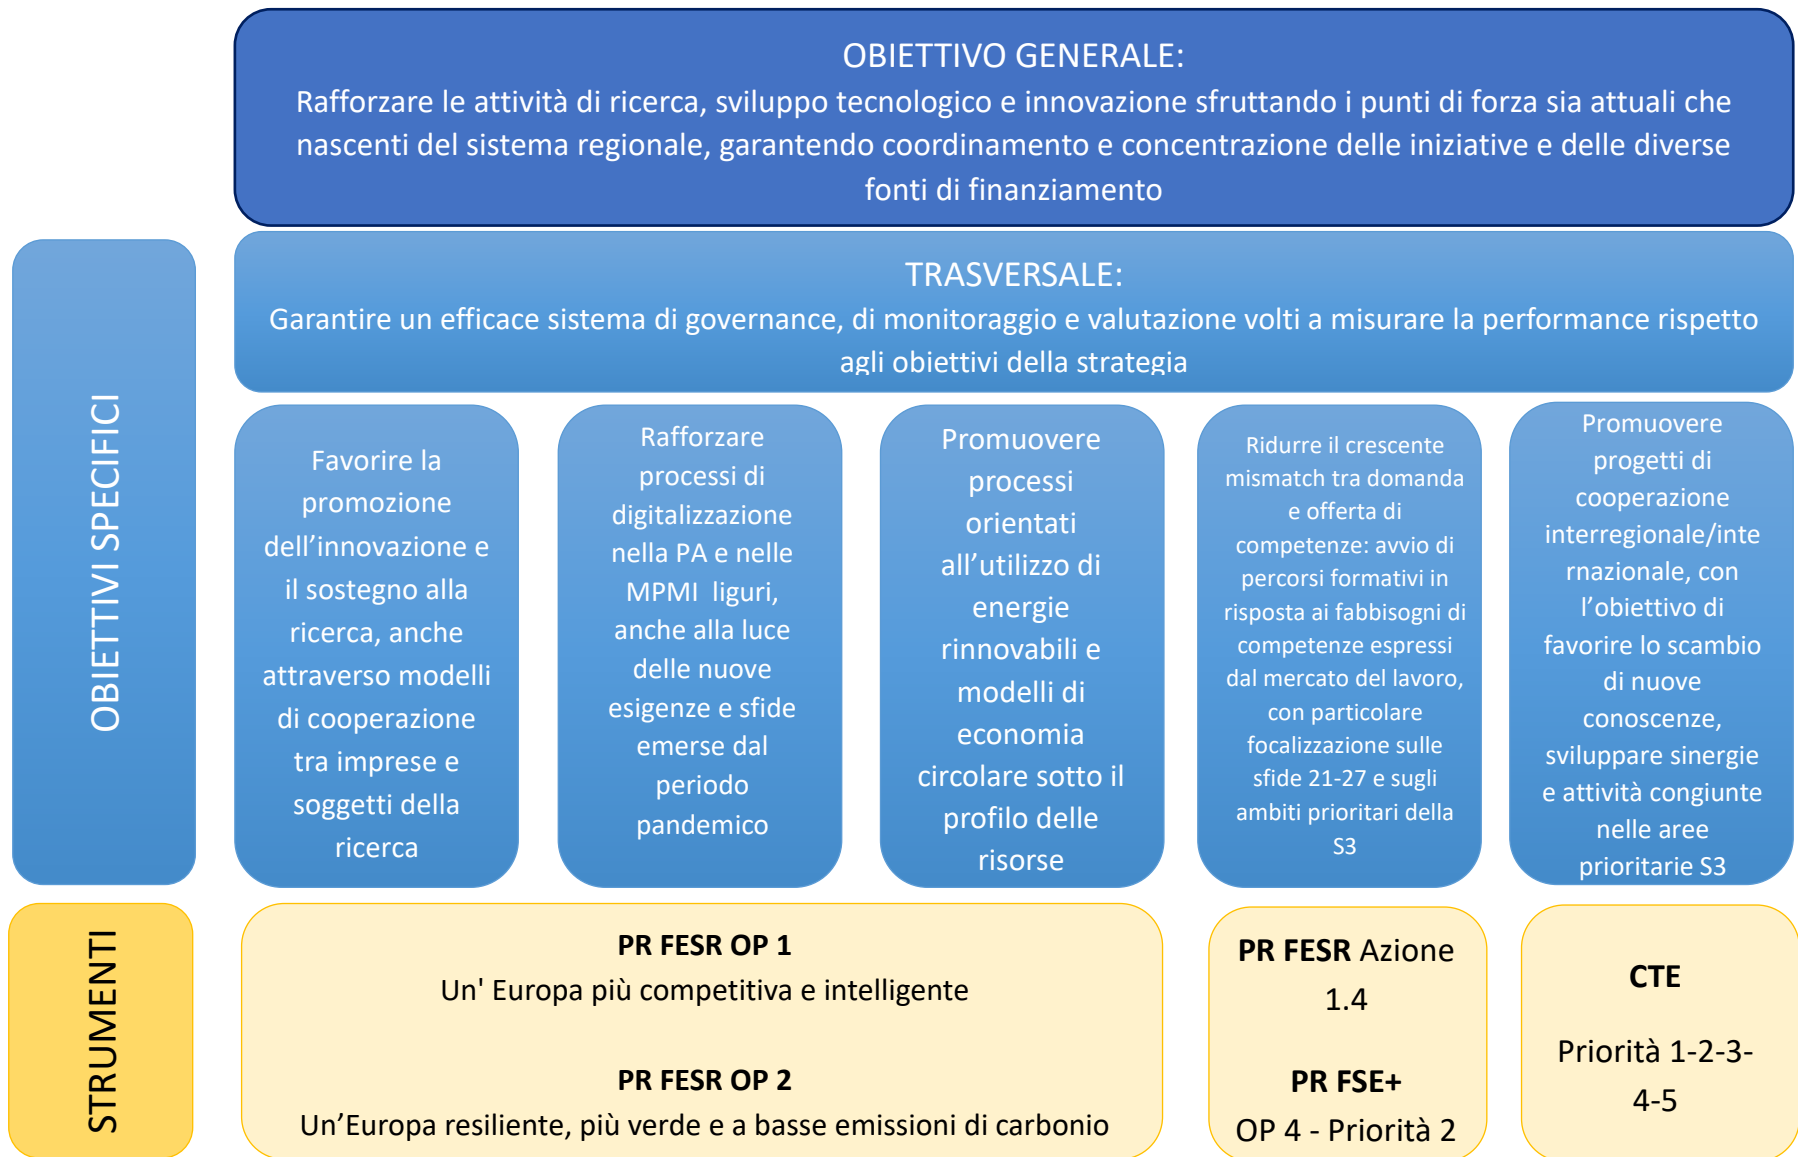 OBIETTIVO GENERALE:
Rafforzare le attività di ricerca, sviluppo tecnologico e innovazione sfruttando i punti di forza sia attuali che
nascenti del sistema regionale, garantendo coordinamento e concentrazione delle iniziative e delle diverse
fonti di finanziamento
OBIETTIVI SPECIFICI
TRASVERSALE:
Garantire un efficace sistema di governance, di monitoraggio e valutazione volti a misurare la performance rispetto
agli obiettivi della strategia
Favorire la
promozione
dell’innovazione e
il sostegno alla
ricerca, anche
attraverso modelli
di cooperazione
tra imprese e
soggetti della
ricerca
Rafforzare
processi di
digitalizzazione
nella PA e nelle
MPMI liguri,
anche alla luce
delle nuove
esigenze e sfide
emerse dal
periodo
pandemico
Promuovere
processi
orientati
all’utilizzo di
energie
rinnovabili e
modelli di
economia
circolare sotto il
profilo delle
risorse
Ridurre il crescente
mismatch tra domanda
e offerta di
competenze: avvio di
percorsi formativi in
risposta ai fabbisogni di
competenze espressi
dal mercato del lavoro,
con particolare
focalizzazione sulle
sfide 21-27 e sugli
ambiti prioritari della
S3
Promuovere
progetti di
cooperazione
interregionale/inte
rnazionale, con
l’obiettivo di
favorire lo scambio
di nuove
conoscenze,
sviluppare sinergie
e attività congiunte
nelle aree
prioritarie S3
STRUMENTI
PR FESR OP 1
Un' Europa più competitiva e intelligente
PR FESR OP 2
Un’Europa resiliente, più verde e a basse emissioni di carbonio
PR FESR Azione
1.4
PR FSE+
OP 4 - Priorità 2
CTE
Priorità 1-2-3-
4-5